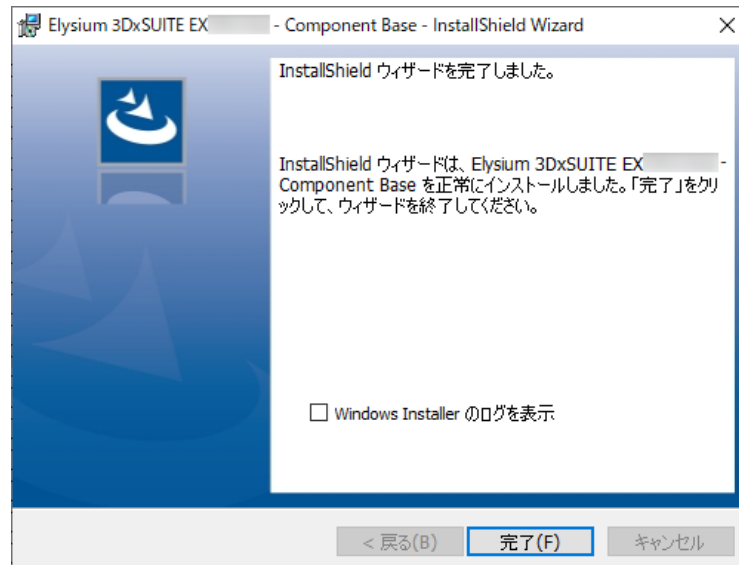 Elysium 3DxSUITE EX - Component Base - InstallShield Wizard
InstallShield ウィザードを完了しました。
InstallShield ウィザードは、Elysium 3DxSUITE EX -
Component Base を正常にインストールしました。「完了」をクリ
ックして、ウィザードを終了してください。
Windows Installer のログを表示
< 戻る(B)
完了(F)
キャンセル